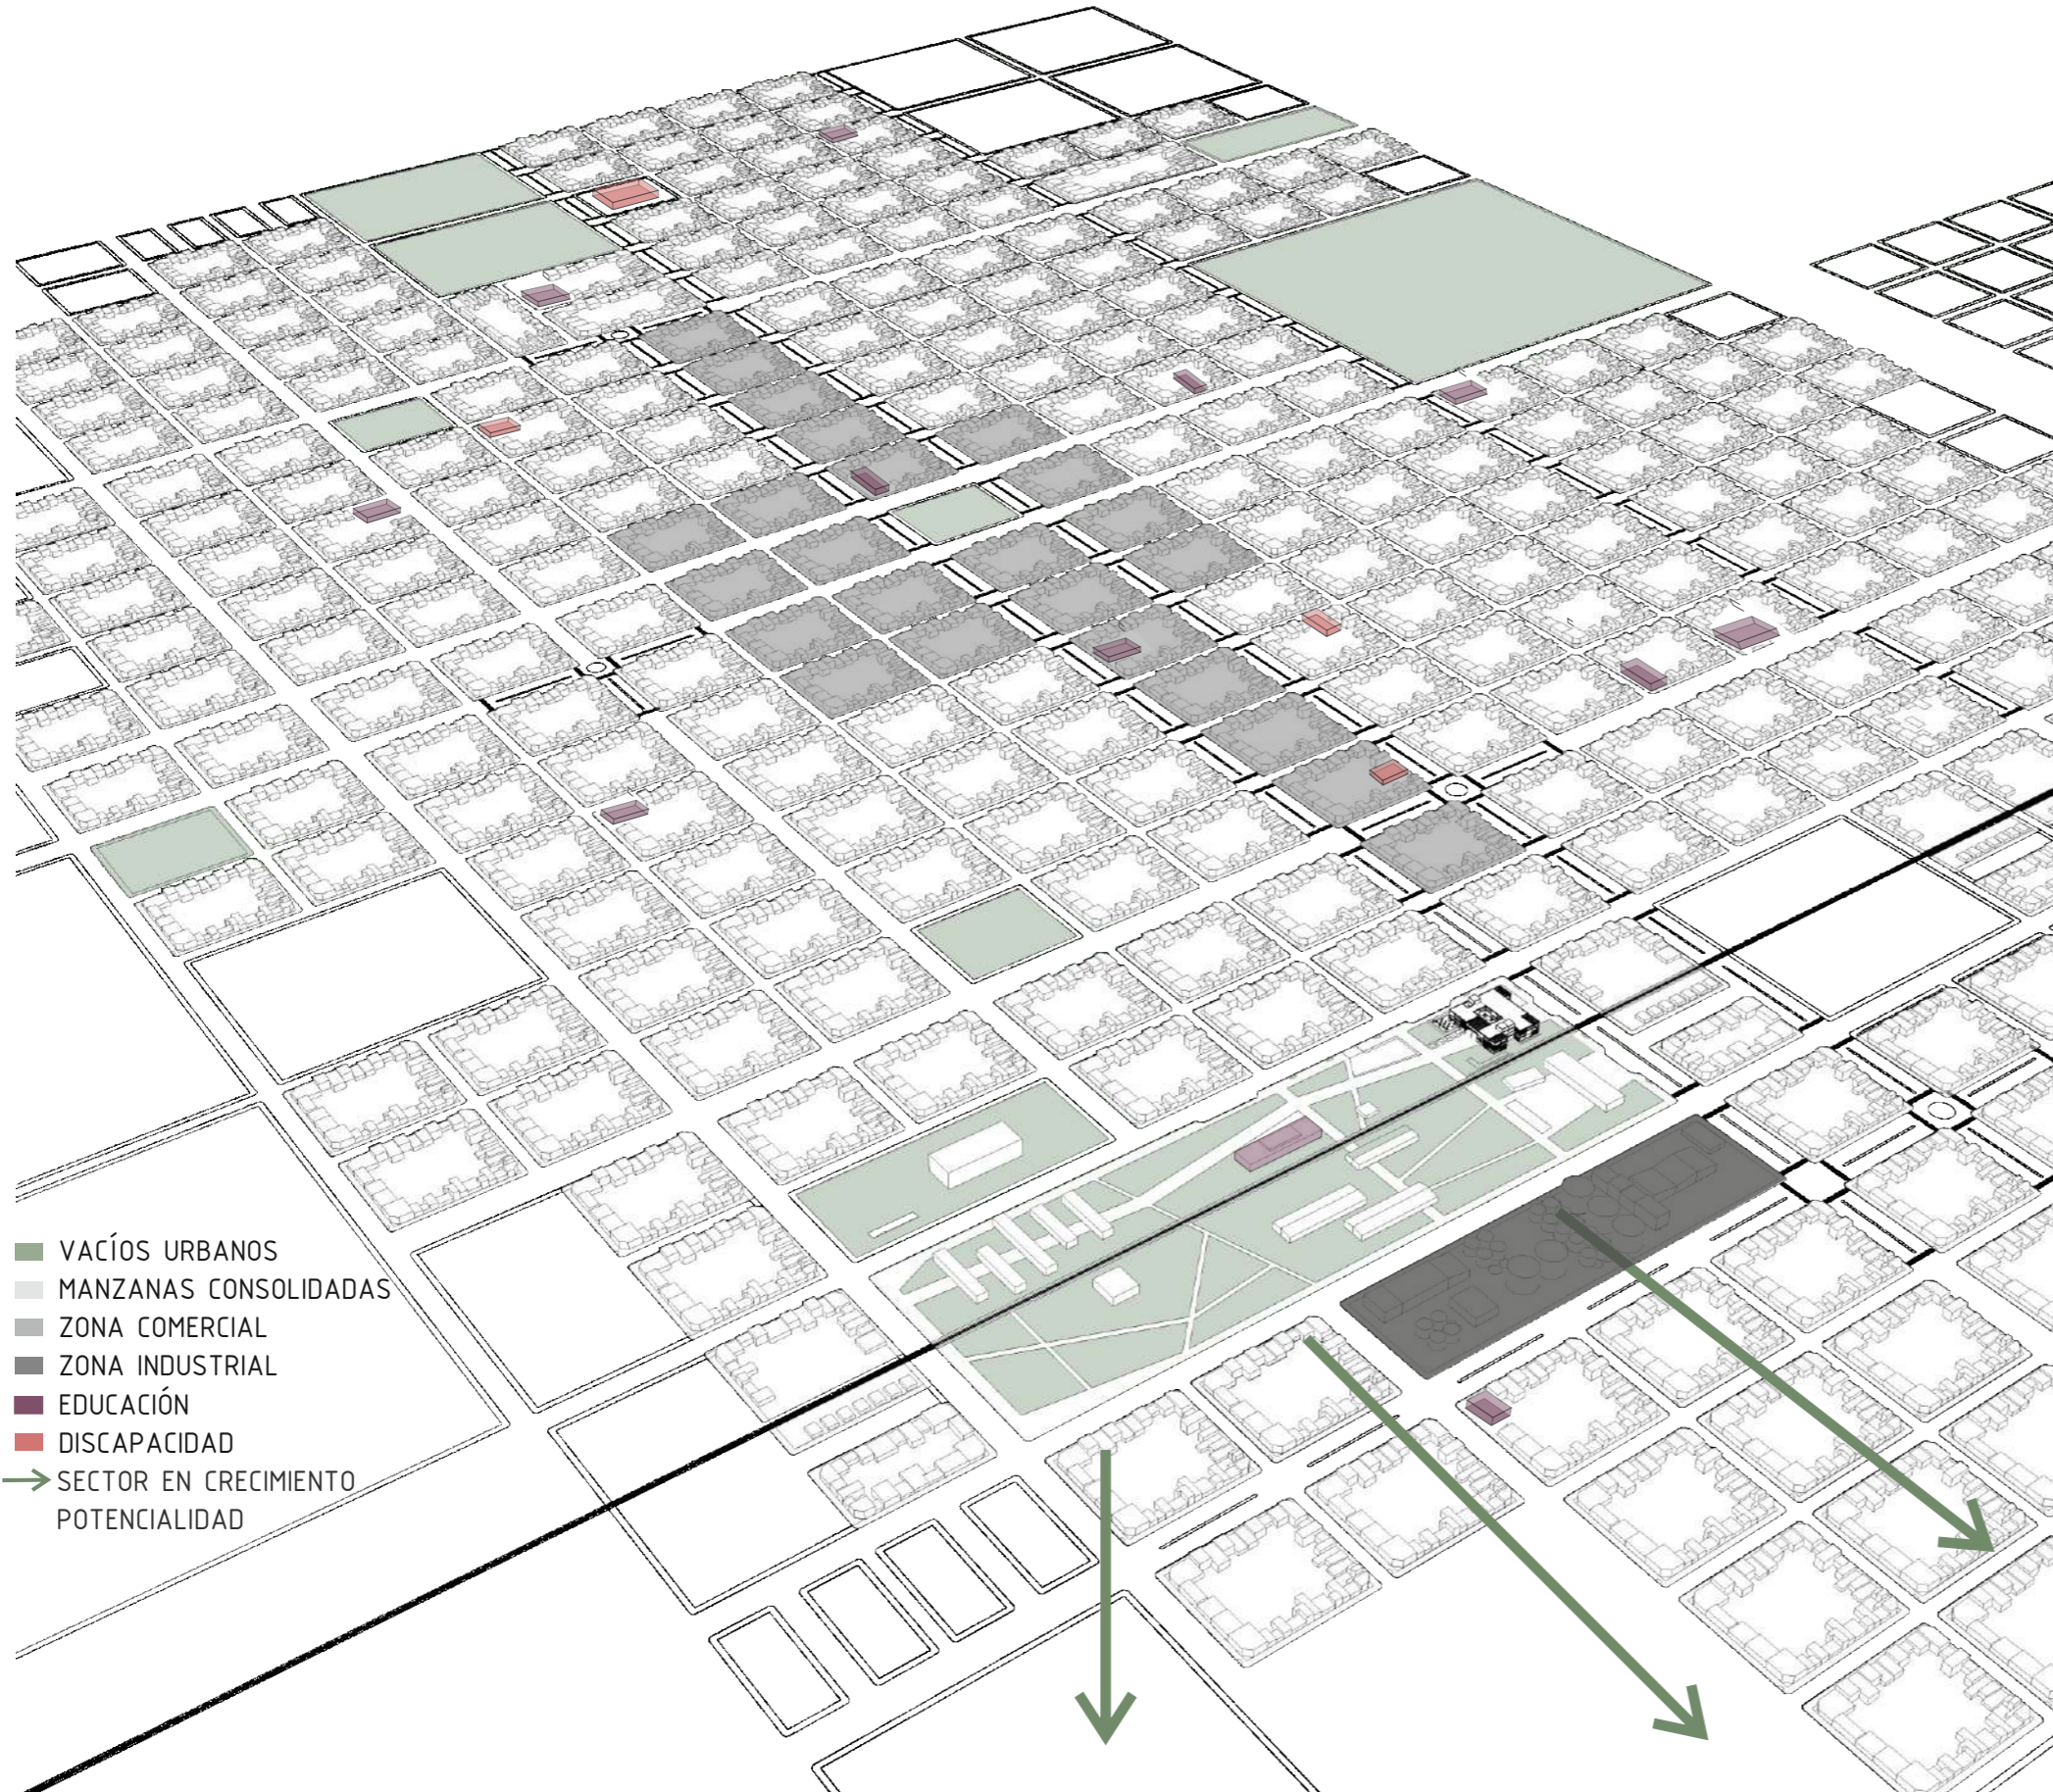 VACÍOS URBANOS
MANZANAS CONSOLIDADAS
ZONA COMERCIAL
ZONA INDUSTRIAL
EDUCACIÓN
DISCAPACIDAD
SECTOR EN CRECIMIENTO
POTENCIALIDAD